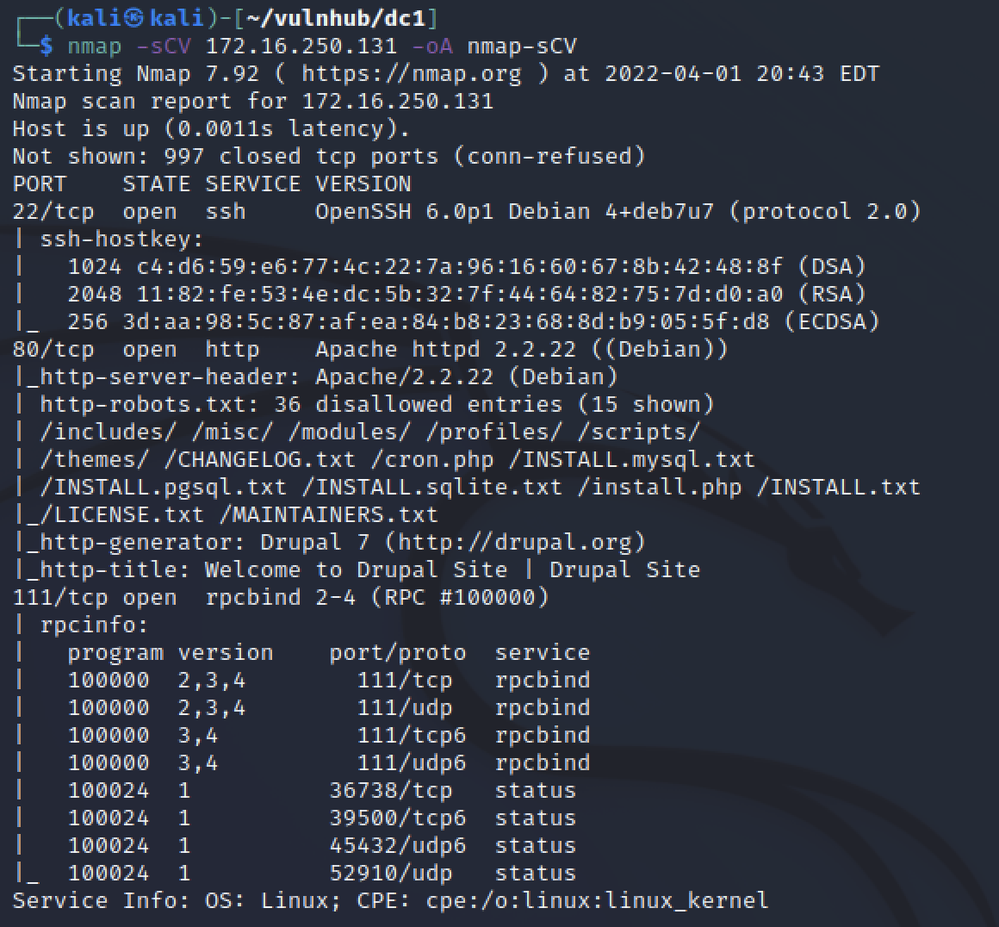 ┌──(kali㉿kali)-[~/vulnhub/dc1]
└─$ nmap -sCV 172.16.250.131 -oA nmap-sCV
Starting Nmap 7.92 ( https://nmap.org ) at 2022-04-01 20:43 EDT
Nmap scan report for 172.16.250.131
Host is up (0.0011s latency).
Not shown: 997 closed tcp ports (conn-refused)
PORT    STATE SERVICE VERSION
22/tcp  open  ssh     OpenSSH 6.0p1 Debian 4+deb7u7 (protocol 2.0)
| ssh-hostkey:
|   1024 c4:d6:59:e6:77:4c:22:7a:96:16:60:67:8b:42:48:8f (DSA)
|   2048 11:82:fe:53:4e:dc:5b:32:7f:44:64:82:75:7d:d0:a0 (RSA)
|_  256 3d:aa:98:5c:87:af:ea:84:b8:23:68:8d:b9:05:5f:d8 (ECDSA)
80/tcp  open  http    Apache httpd 2.2.22 ((Debian))
|_http-server-header: Apache/2.2.22 (Debian)
| http-robots.txt: 36 disallowed entries (15 shown)
| /includes/ /misc/ /modules/ /profiles/ /scripts/
| /themes/ /CHANGELOG.txt /cron.php /INSTALL.mysql.txt
| /INSTALL.pgsql.txt /INSTALL.sqlite.txt /install.php /INSTALL.txt
|_/LICENSE.txt /MAINTAINERS.txt
|_http-generator: Drupal 7 (http://drupal.org)
|_http-title: Welcome to Drupal Site | Drupal Site
111/tcp open  rpcbind 2-4 (RPC #100000)
| rpcinfo:
|   program version    port/proto  service
|   100000  2,3,4        111/tcp   rpcbind
|   100000  2,3,4        111/udp   rpcbind
|   100000  3,4          111/tcp6  rpcbind
|   100000  3,4          111/udp6  rpcbind
|   100024  1          36738/tcp   status
|   100024  1          39500/tcp6  status
|   100024  1          45432/udp6  status
|_  100024  1          52910/udp   status
Service Info: OS: Linux; CPE: cpe:/o:linux:linux_kernel